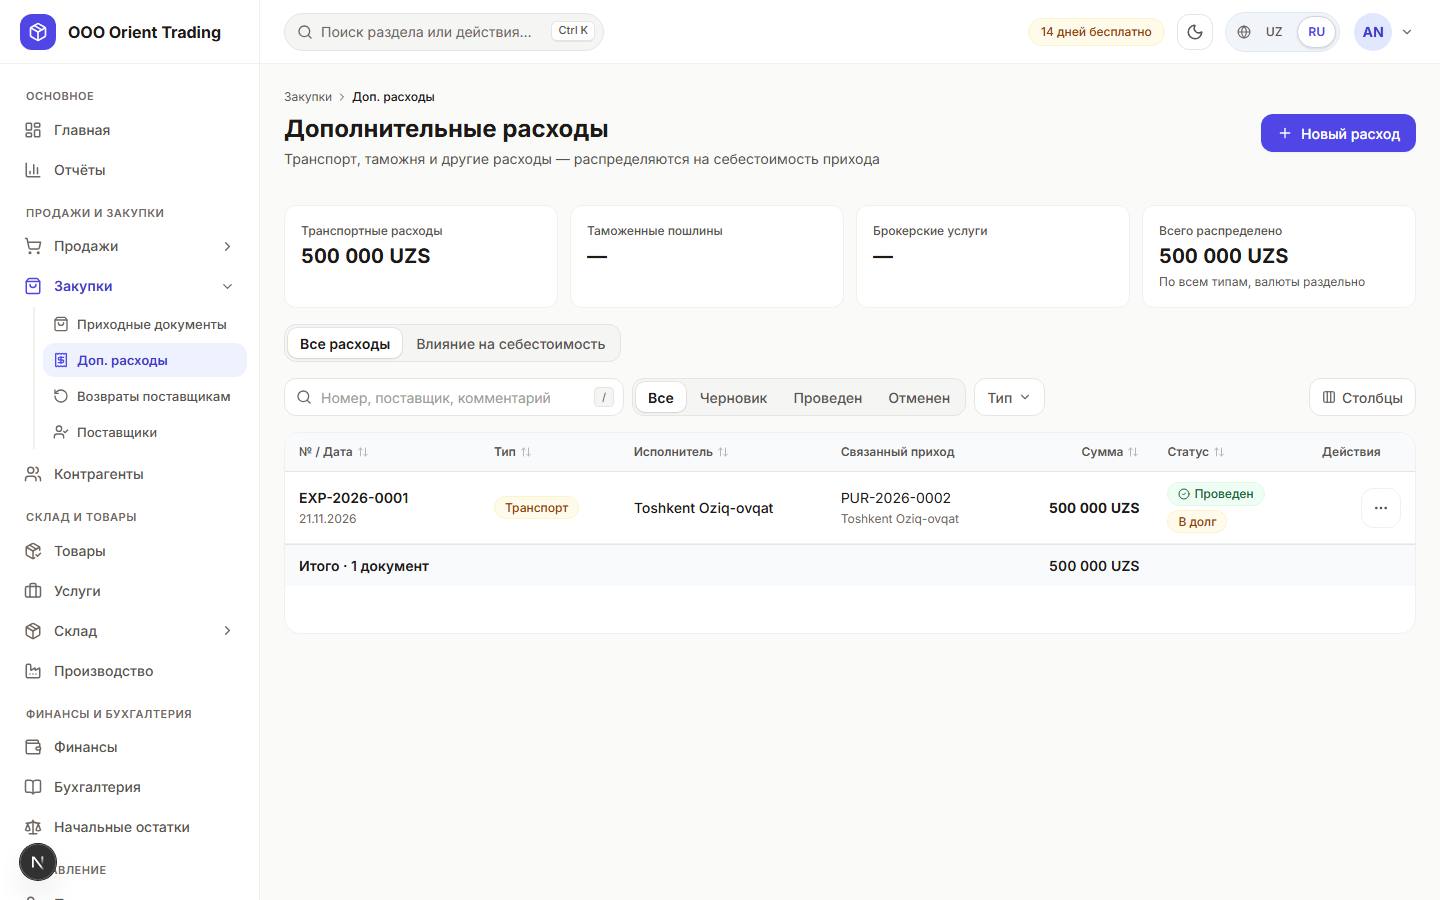 OOO Orient Trading
Поиск раздела или действия...
Ctrl K
14 дней бесплатно
UZ
RU
AN
ОСНОВНОЕ
Главная
Отчёты
ПРОДАЖИ И ЗАКУПКИ
Продажи
Закупки
Приходные документы
Доп. расходы
Возвраты поставщикам
Поставщики
Контрагенты
СКЛАД И ТОВАРЫ
Товары
Услуги
Склад
Производство
ФИНАНСЫ И БУХГАЛТЕРИЯ
Финансы
Бухгалтерия
Начальные остатки
N
Закупки > Доп. расходы
Дополнительные расходы
Транспорт, таможня и другие расходы — распределяются на себестоимость прихода
+ Новый расход
Транспортные расходы
500 000 UZS
Таможенные пошлины
—
Брокерские услуги
—
Всего распределено
500 000 UZS
По всем типам, валюты раздельно
Все расходы
Влияние на себестоимость
Номер, поставщик, комментарий
/
Все
Черновик
Проведен
Отменен
Тип
Столбцы
№ / Дата
Тип
Исполнитель
Связанный приход
Сумма
Статус
Действия
EXP-2026-0001
21.11.2026
Транспорт
Toshkent Oziq-ovqat
PUR-2026-0002
Toshkent Oziq-ovqat
500 000 UZS
Проведен
В долг
Итого · 1 документ
500 000 UZS